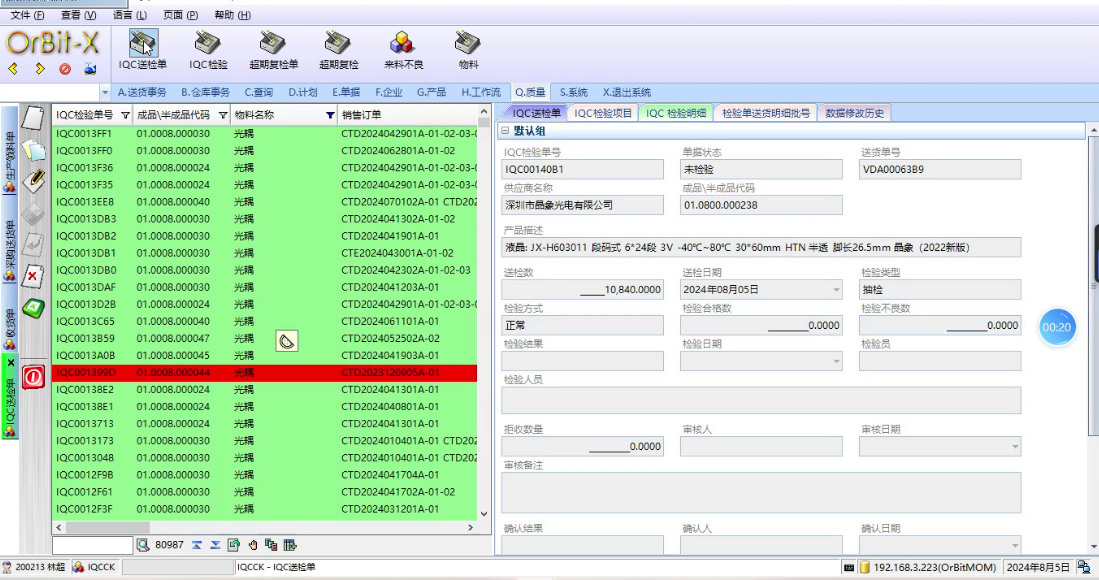 文件 (F) 查看 (V) 语言 (L) 页面 (P) 帮助 (H)
OrBit-X
IQC送检单 IQC检验 超期复检单 超期复检 来料不良 物料
A.送货事务 B.仓库事务 C.查询 D.计划 E.单据 F.企业 G.产品 H.工作流 Q.质量 S.系统 X.退出系统
生产领料单
采购送货单
收货单
IQC送检单
IQC检验单号 成品\半成品代码 物料名称 销售订单
IQC0013FF1 01.0008.000030 光耦 CTD2024042901A-01-02-03-
IQC0013FF0 01.0008.000030 光耦 CTD2024062801A-01-02
IQC0013F36 01.0008.000024 光耦 CTD2024042901A-01-02-03-
IQC0013F35 01.0008.000024 光耦 CTD2024042901A-01-02-03-
IQC0013EE8 01.0008.000040 光耦 CTD2024070102A-01 CTD202
IQC0013DB3 01.0008.000030 光耦 CTD2024041302A-01-02
IQC0013DB2 01.0008.000030 光耦 CTD2024041901A-01
IQC0013DB1 01.0008.000030 光耦 CTE2024043001A-01-02
IQC0013DB0 01.0008.000030 光耦 CTD2024042302A-01-02-03
IQC0013DAF 01.0008.000030 光耦 CTD2024041203A-01
IQC0013D2B 01.0008.000024 光耦 CTD2024042901A-01-02-03-
IQC0013C65 01.0008.000040 光耦 CTD2024061101A-01
IQC0013B59 01.0008.000047 光耦 CTD2024052502A-02
IQC0013A0B 01.0008.000045 光耦 CTD2024041903A-01
IQC001399D 01.0008.000044 光耦 CTD2023120905A-01
IQC00138E2 01.0008.000024 光耦 CTD2024041301A-01
IQC00138E1 01.0008.000024 光耦 CTD2024040801A-01
IQC0013713 01.0008.000024 光耦 CTD2024041301A-01
IQC0013173 01.0008.000030 光耦 CTD2024010401A-01 CTD202
IQC0013048 01.0008.000030 光耦 CTD2024010401A-01 CTD202
IQC0012F9B 01.0008.000030 光耦 CTD2024041704A-01
IQC0012F61 01.0008.000030 光耦 CTD2024041702A-01-02
IQC0012F3F 01.0008.000030 光耦 CTD2024031201A-01
80987
IQC送检单 IQC检验项目 IQC 检验明细 检验单送货明细批号 数据修改历史
默认组
IQC检验单号 单据状态 送货单号
IQC00140B1 未检验 VDA00063B9
供应商名称 成品\半成品代码
深圳市晶象光电有限公司 01.0800.000238
产品描述
液晶: JX-H603011 段码式 6*24段 3V -40℃~80℃ 30*60mm HTN 半透 脚长26.5mm 晶象（2022新版）
送检数 送检日期 检验类型
10,840.0000 2024年08月05日 抽检
检验方式 检验合格数 检验不良数
正常 0.0000 0.0000
00:20
检验结果 检验日期 检验员
检验人员
拒收数量 审核人 审核日期
0.0000
审核备注
确认结果 确认人 确认日期
200213 林超 IQCCK IQCCK - IQC送检单 192.168.3.223(OrBitMOM) 2024年8月5日